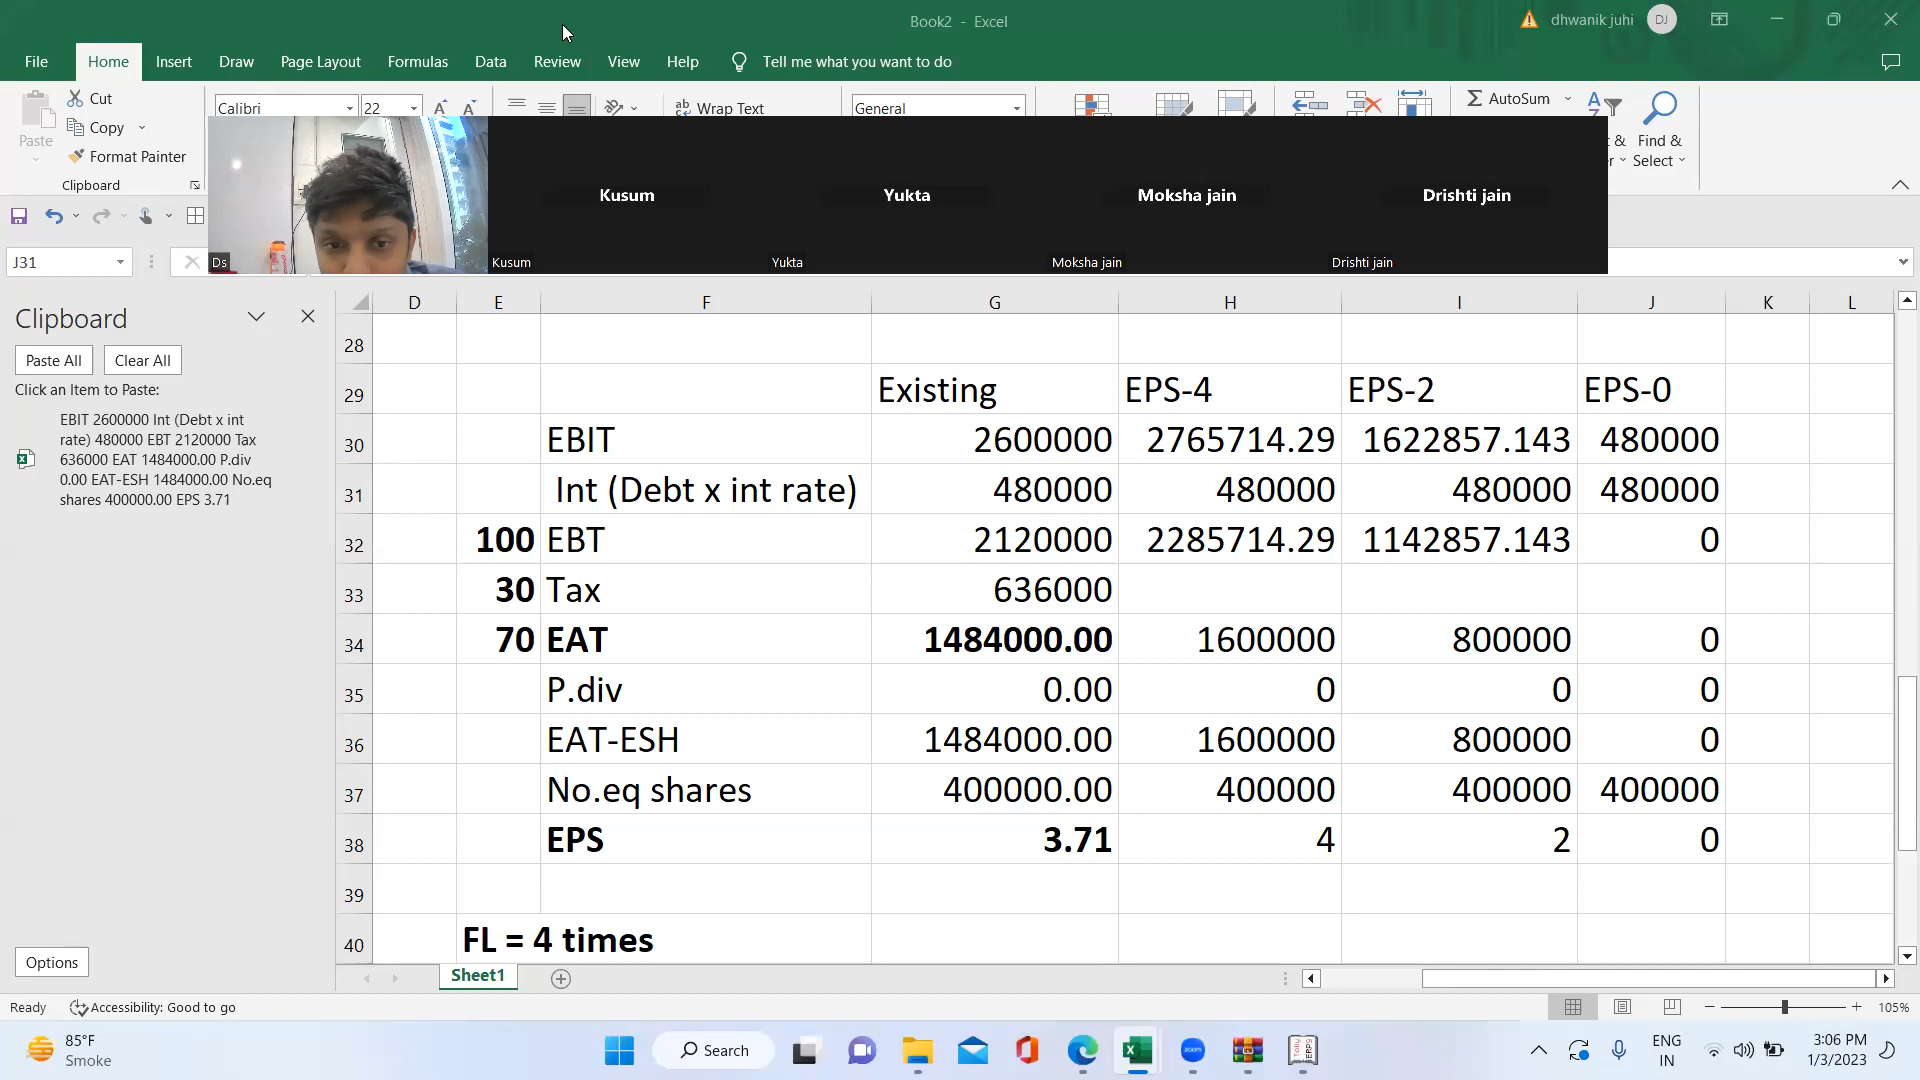 Book2 - Excel
dhwanik juhi
DJ
File
Home
Insert
Draw
Page Layout
Formulas
Data
Review
View
Help
Tell me what you want to do
Paste
Cut
Copy
Format Painter
Clipboard
Calibri
22
Wrap Text
General
AutoSum
Find &
Select
Kusum
Yukta
Moksha jain
Drishti jain
Ds
Kusum
Yukta
Moksha jain
Drishti jain
J31
Clipboard
Paste All
Clear All
Click an Item to Paste:
EBIT 2600000 Int (Debt x int
rate) 480000 EBT 2120000 Tax
636000 EAT 1484000.00 P.div
0.00 EAT-ESH 1484000.00 No.eq
shares 400000.00 EPS 3.71
Options
D E F G H I J K L
28
29 Existing EPS-4 EPS-2 EPS-0
30 EBIT 2600000 2765714.29 1622857.143 480000
31 Int (Debt x int rate) 480000 480000 480000 480000
32 100 EBT 2120000 2285714.29 1142857.143 0
33 30 Tax 636000
34 70 EAT 1484000.00 1600000 800000 0
35 P.div 0.00 0 0 0
36 EAT-ESH 1484000.00 1600000 800000 0
37 No.eq shares 400000.00 400000 400000 400000
38 EPS 3.71 4 2 0
39
40 FL = 4 times
Sheet1
Ready
Accessibility: Good to go
105%
85°F
Smoke
Search
ENG
IN
3:06 PM
1/3/2023